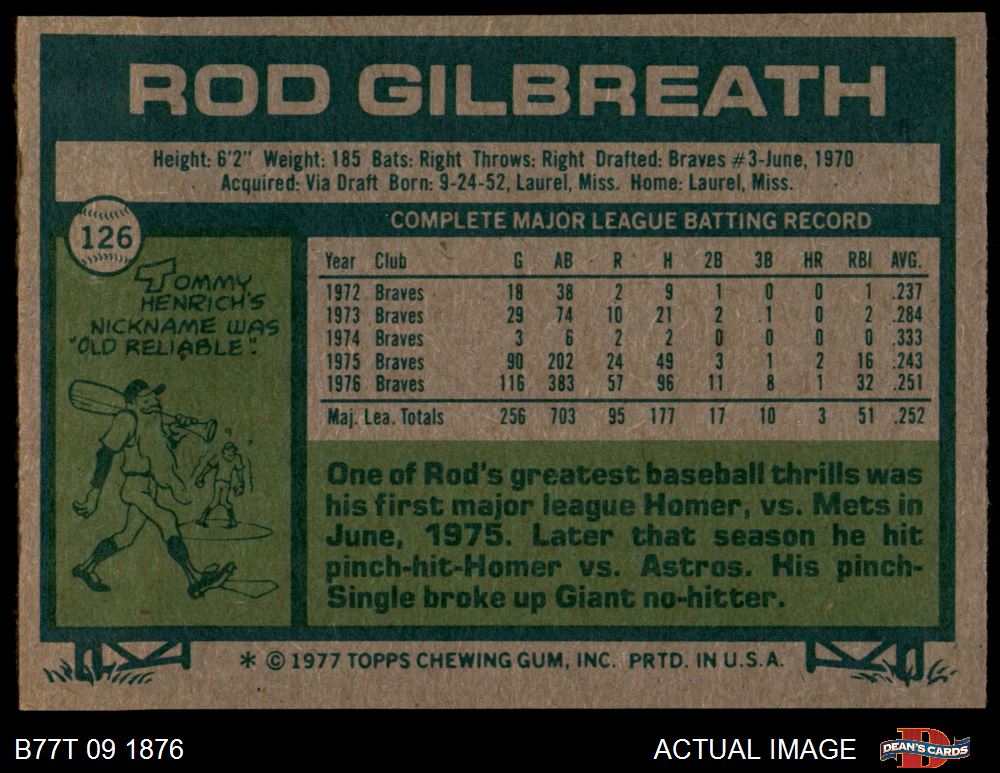 ROD GILBREATH
Height: 6'2" Weight: 185 Bats: Right Throws: Right Drafted: Braves #3-June, 1970
Acquired: Via Draft Born: 9-24-52, Laurel, Miss. Home: Laurel, Miss.
126
TOMMY
HENRICH'S
NICKNAME WAS
"OLD RELIABLE".
COMPLETE MAJOR LEAGUE BATTING RECORD
Year Club G AB R H 2B 3B HR RBI AVG.
1972 Braves 18 38 2 9 1 0 0 1 .237
1973 Braves 29 74 10 21 2 1 0 2 .284
1974 Braves 3 6 2 2 0 0 0 0 .333
1975 Braves 90 202 24 49 3 1 2 16 .243
1976 Braves 116 383 57 96 11 8 1 32 .251
Maj. Lea. Totals 256 703 95 177 17 10 3 51 .252
One of Rod's greatest baseball thrills was
his first major league Homer, vs. Mets in
June, 1975. Later that season he hit
pinch-hit-Homer vs. Astros. His pinch-
Single broke up Giant no-hitter.
* © 1977 TOPPS CHEWING GUM, INC. PRTD. IN U.S.A.
B77T 09 1876
ACTUAL IMAGE
DEAN'S CARDS